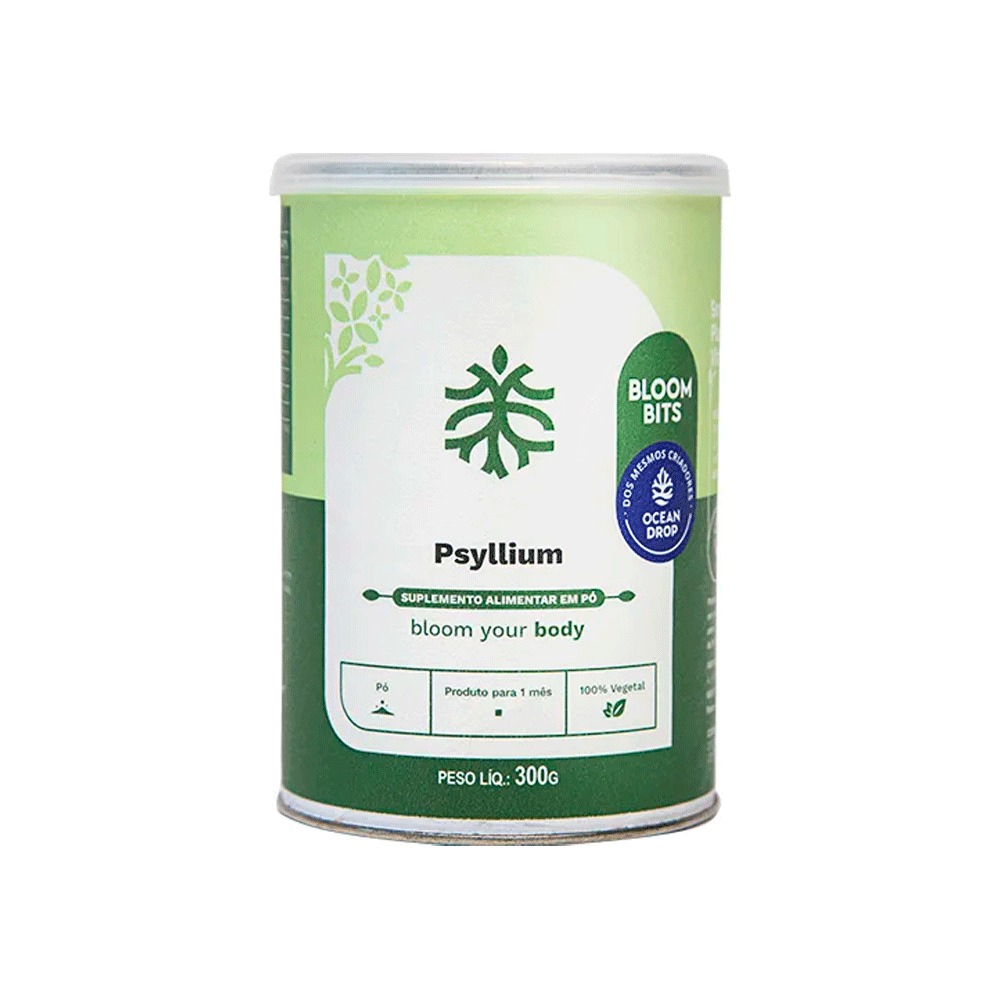 BLOOM
BITS
DOS MESMOS CRIADORES
OCEAN
DROP
Psyllium
SUPLEMENTO ALIMENTAR EM PÓ
bloom your body
Pó
Produto para 1 mês
100% Vegetal
PESO LÍQ.: 300G